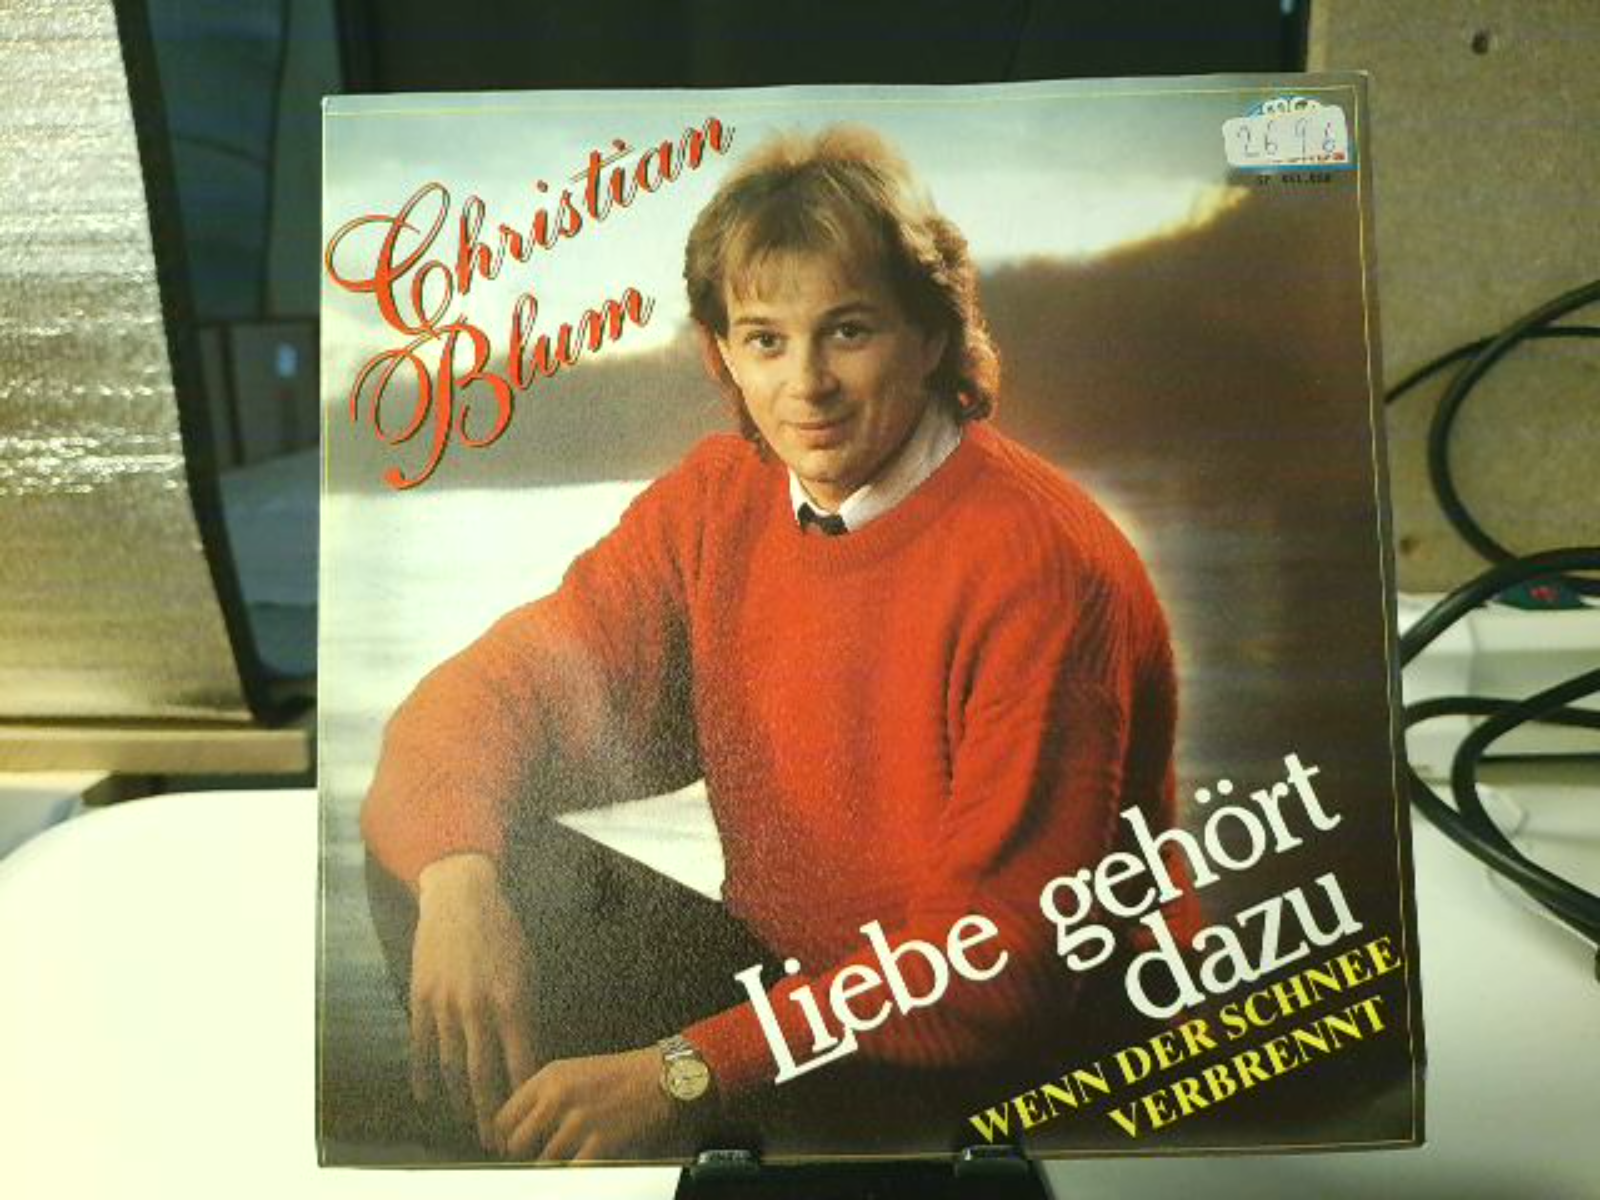 Christian
Blum
26 96
Liebe gehört
dazu
WENN DER SCHNEE
VERBRENNT